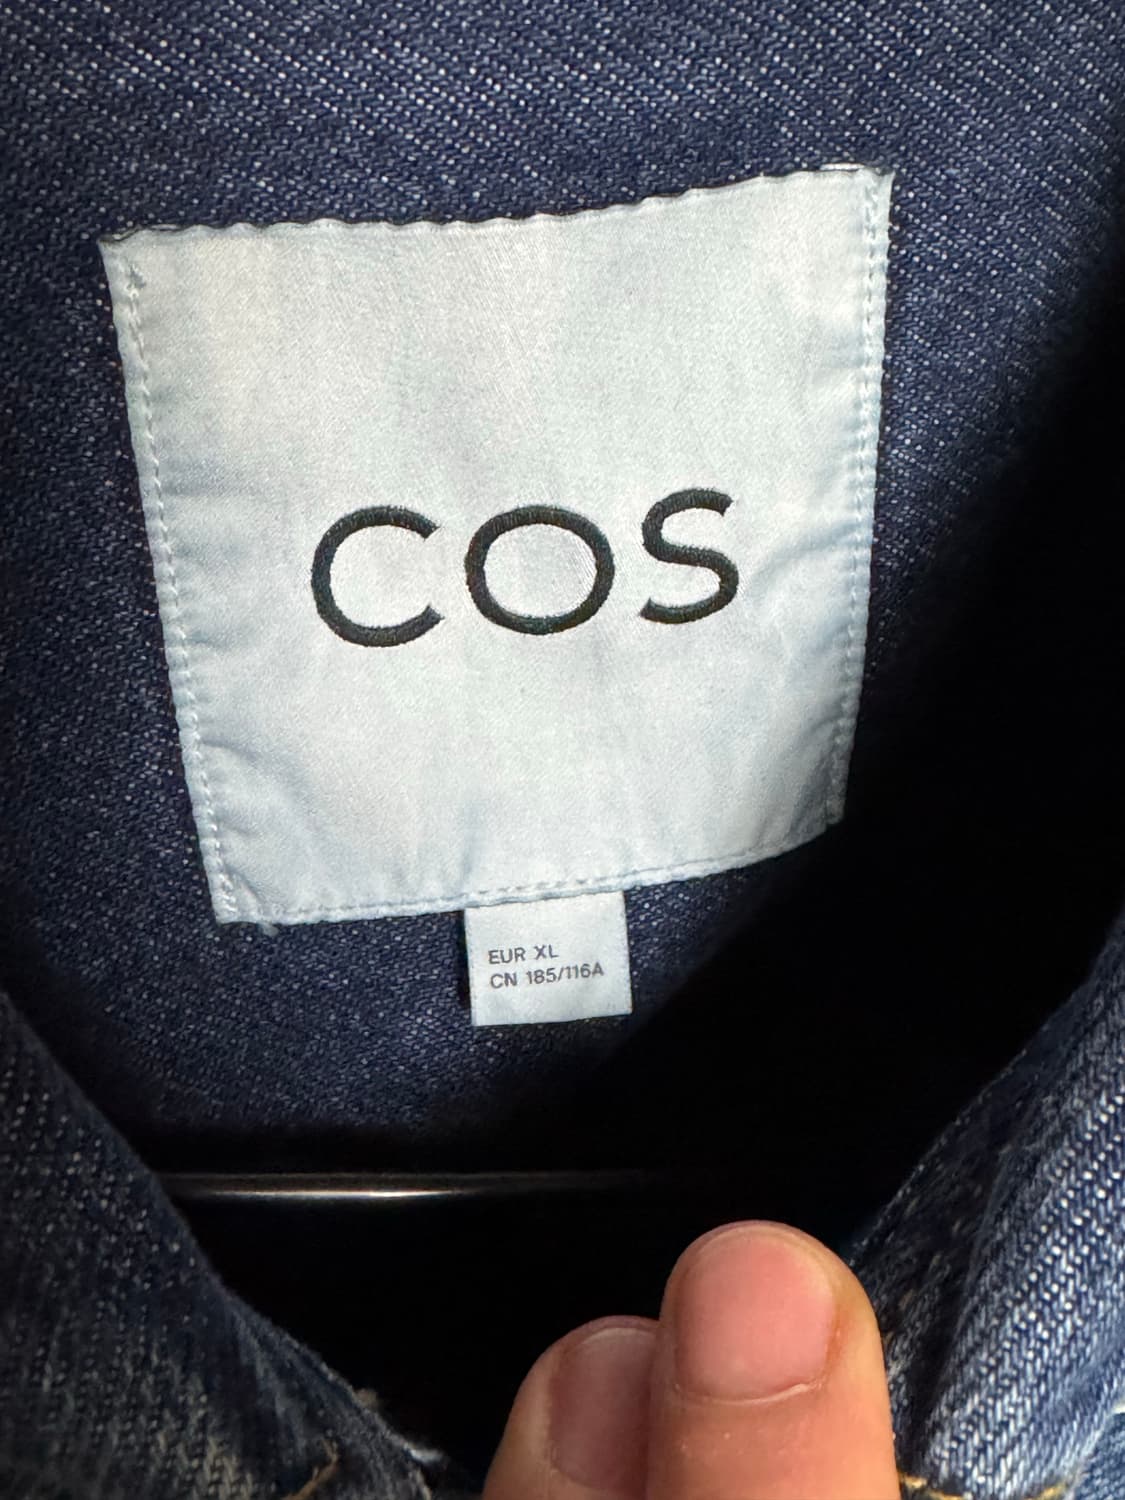 COS
EUR XL
CN 185/116A